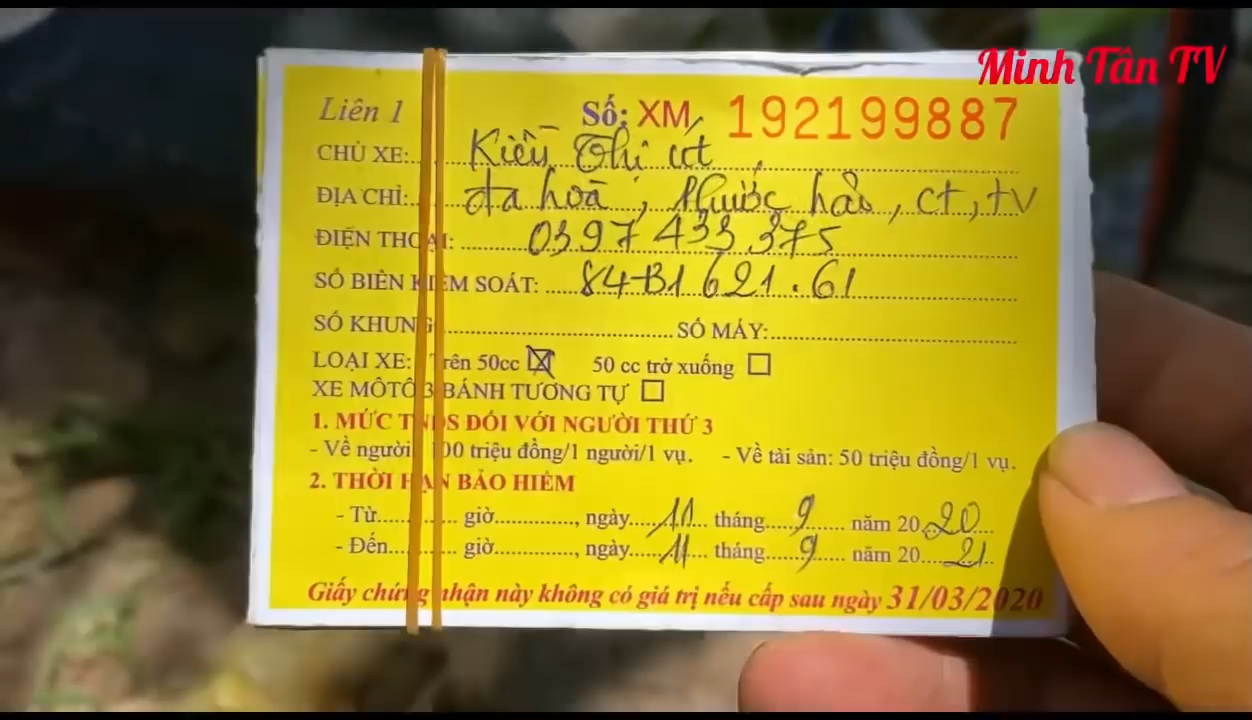 Minh Tân TV
Liên 1 Số: XM 192199887
CHỦ XE: Kiều Thị út
ĐỊA CHỈ: đa hoà, Phước hảo, CT, TV
ĐIỆN THOẠI: 0397 433 375
SỐ BIỂN KIỂM SOÁT: 84-B1 621.61
SỐ KHUNG SỐ MÁY:
LOẠI XE: Trên 50cc ☒ 50 cc trở xuống ☐
XE MÔTÔ 3 BÁNH TƯƠNG TỰ ☐
1. MỨC TNDS ĐỐI VỚI NGƯỜI THỨ 3
- Về người 100 triệu đồng/1 người/1 vụ. - Về tài sản: 50 triệu đồng/1 vụ.
2. THỜI HẠN BẢO HIỂM
- Từ giờ, ngày 11 tháng 9 năm 2020
- Đến giờ, ngày 11 tháng 9 năm 2021
Giấy chứng nhận này không có giá trị nếu cấp sau ngày 31/03/2020